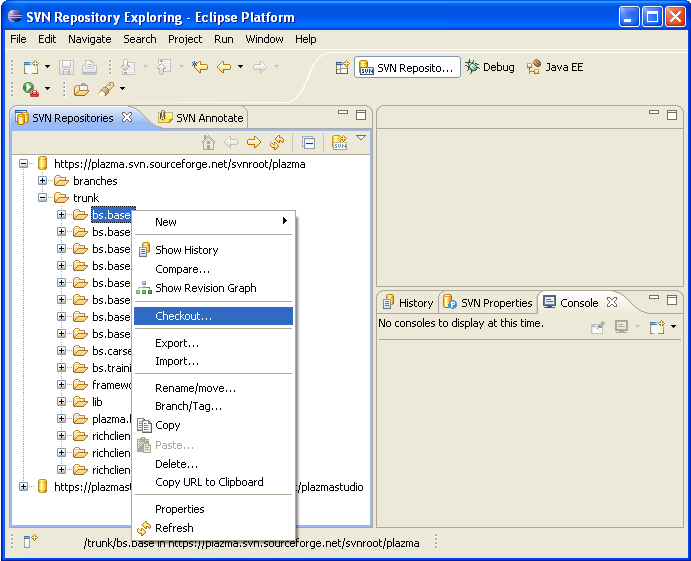 SVN Repository Exploring - Eclipse Platform
File Edit Navigate Search Project Run Window Help
SVN Reposito... Debug Java EE
SVN Repositories SVN Annotate
https://plazma.svn.sourceforge.net/svnroot/plazma
branches
trunk
bs.base
bs.base
bs.base
bs.base
bs.base
bs.base
bs.base
bs.base
bs.carse
bs.traini
framewo
lib
plazma.l
richclien
richclien
richclien
https://plazmast
t/plazmastudio
New
Show History
Compare...
Show Revision Graph
Checkout...
Export...
Import...
Rename/move...
Branch/Tag...
Copy
Paste...
Delete...
Copy URL to Clipboard
Properties
Refresh
History SVN Properties Console
No consoles to display at this time.
/trunk/bs.base in https://plazma.svn.sourceforge.net/svnroot/plazma